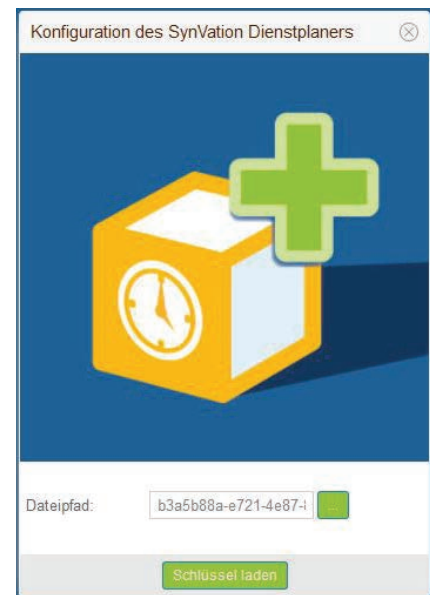 Konfiguration des SynVation Dienstplaners
Dateipfad: b3a5b88a-e721-4e87- ...
Schlüssel laden